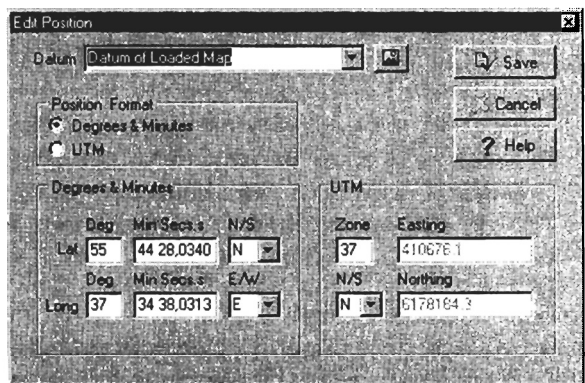 Edit Position
Datum Datum of Loaded Map
Save
Position Format
Degrees & Minutes
UTM
Cancel
? Help
Degrees & Minutes
Deg Min Secs.s N/S
Lat 55 44 28,0340 N
Deg Min Secs.s E/W
Long 37 34 38,0313 E
UTM
Zone Easting
37 410676.1
N/S Northing
N 6178184.3